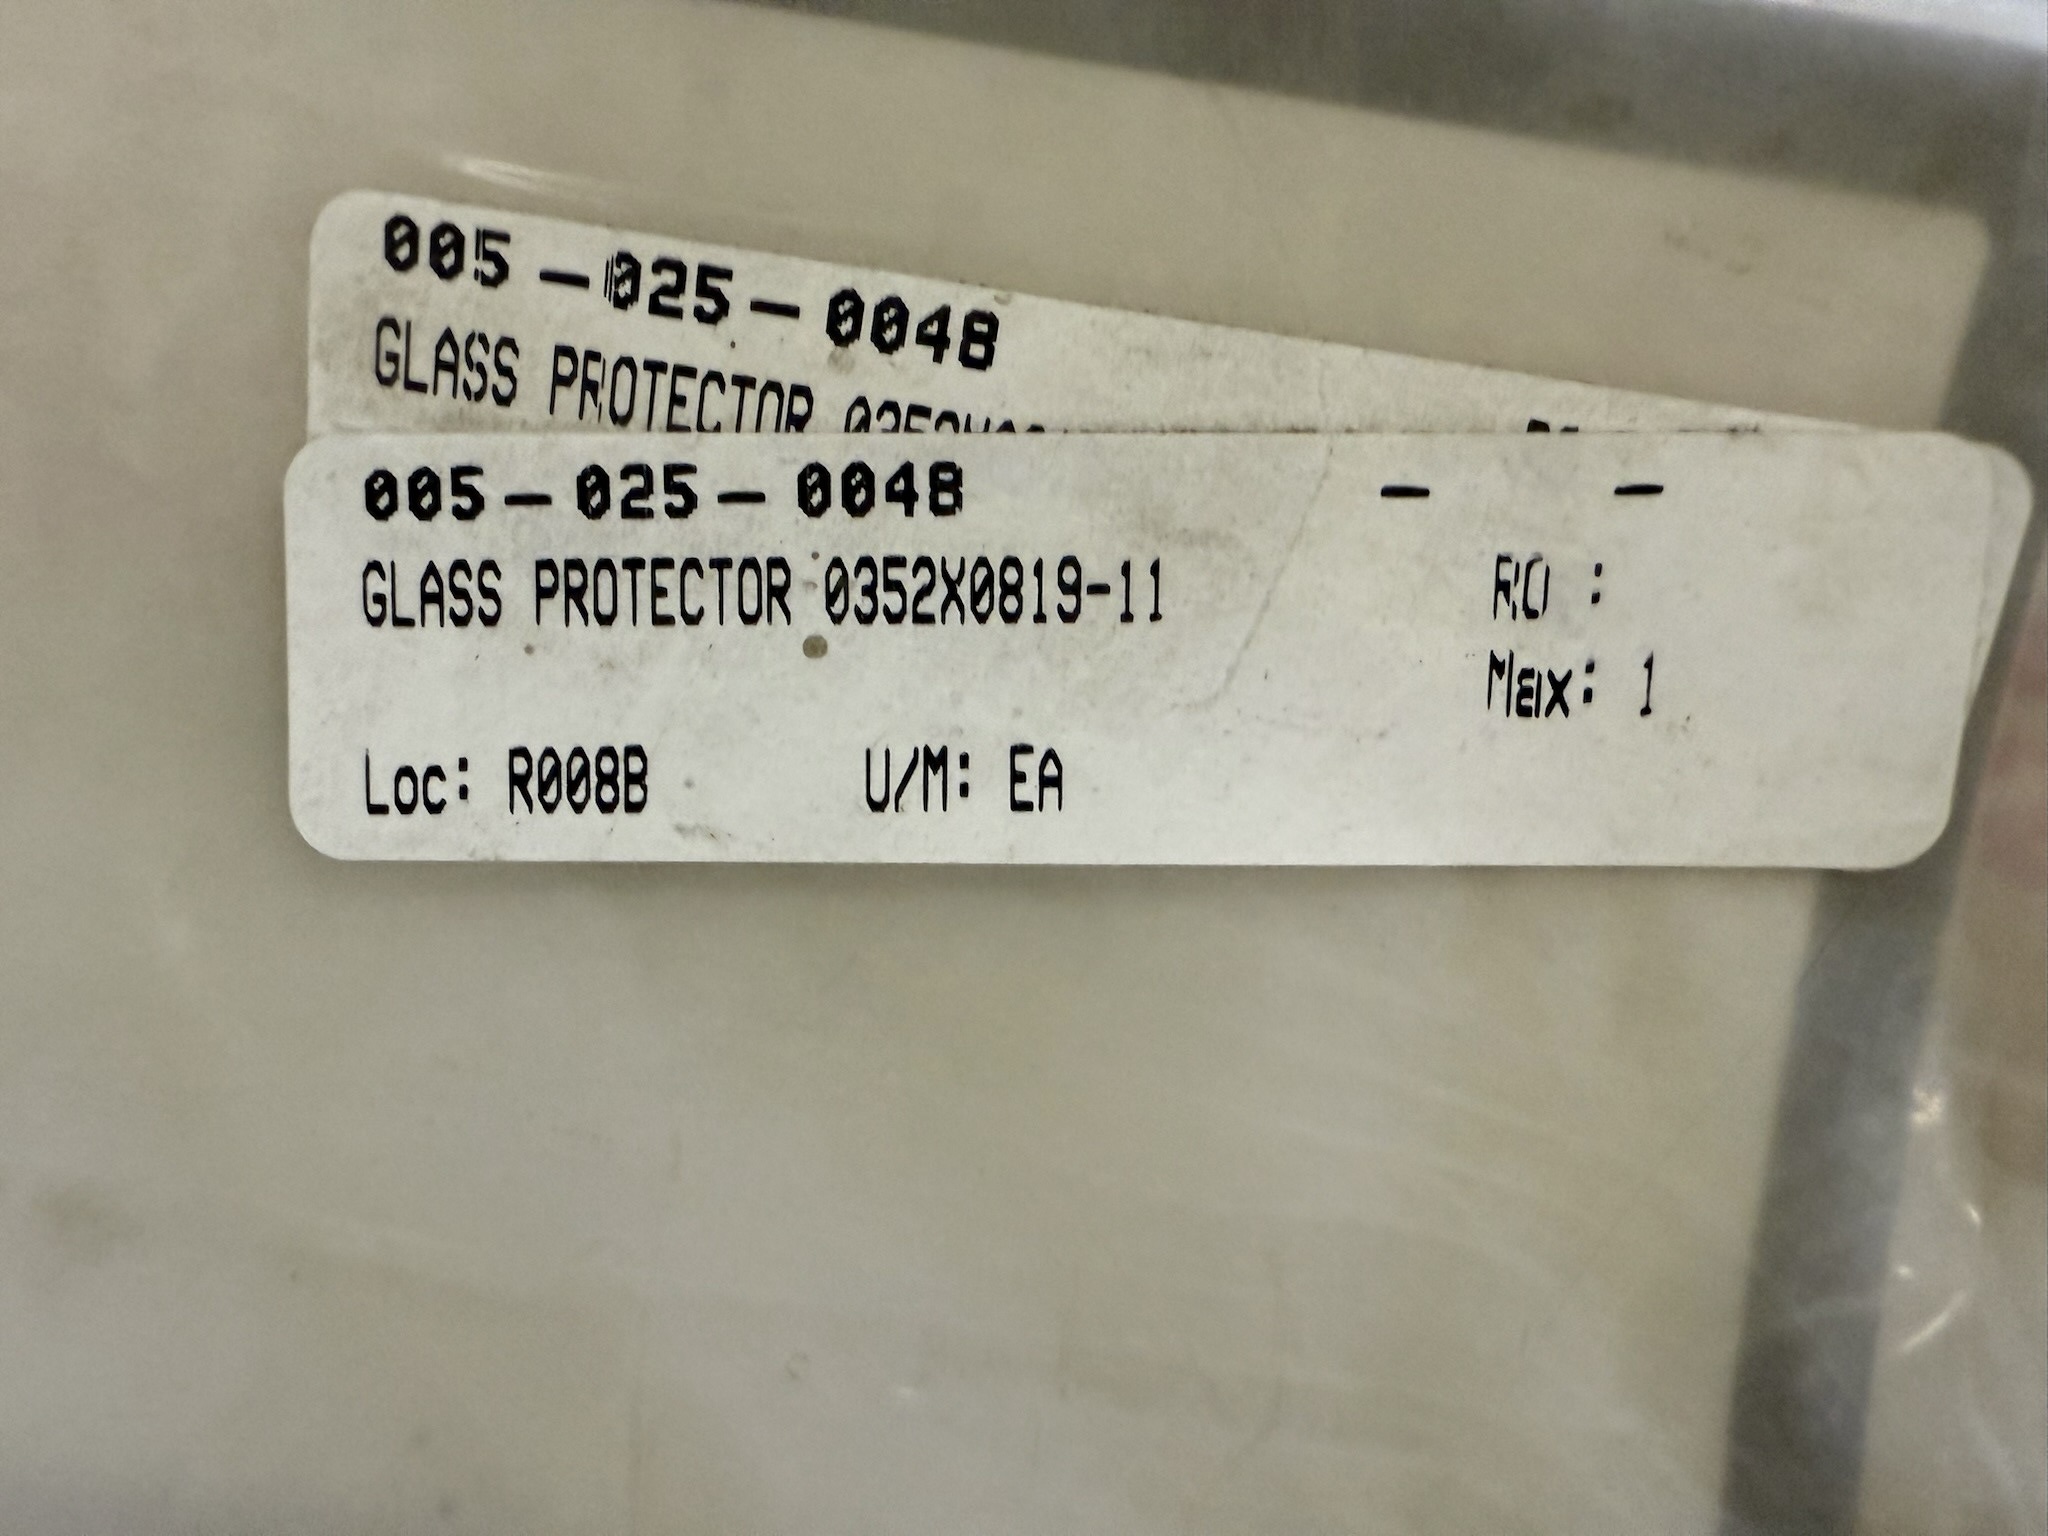 005-025-0048
GLASS PROTECTOR
005-025-0048 - -
GLASS PROTECTOR 0352X0819-11 RO :
Max: 1
Loc: R008B U/M: EA